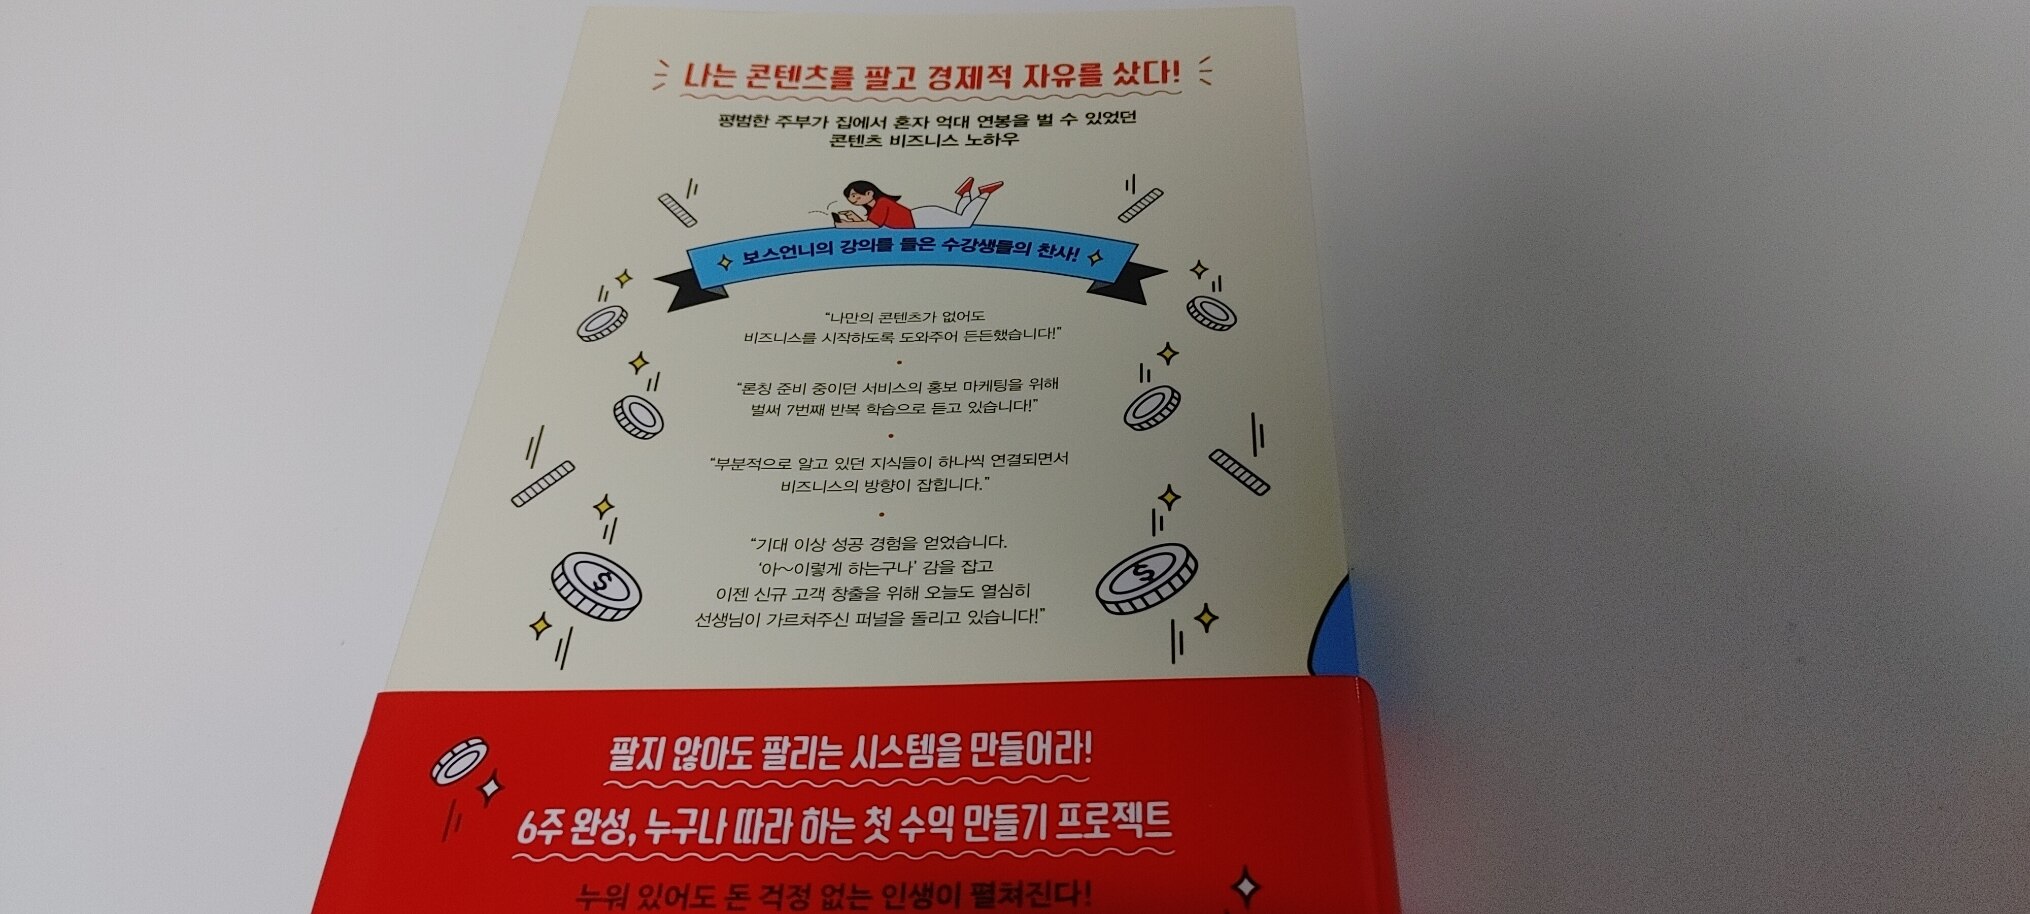 나는 콘텐츠를 팔고 경제적 자유를 샀다!
평범한 주부가 집에서 혼자 억대 연봉을 벌 수 있었던
콘텐츠 비즈니스 노하우
보스언니의 강의를 들은 수강생들의 찬사!
“나만의 콘텐츠가 없어도
비즈니스를 시작하도록 도와주어 든든했습니다!”
“론칭 준비 중이던 서비스의 홍보 마케팅을 위해
벌써 7번째 반복 학습으로 듣고 있습니다!”
“부분적으로 알고 있던 지식들이 하나씩 연결되면서
비즈니스의 방향이 잡힙니다.”
“기대 이상 성공 경험을 얻었습니다.
‘아~이렇게 하는구나’ 감을 잡고
이젠 신규 고객 창출을 위해 오늘도 열심히
선생님이 가르쳐주신 퍼널을 돌리고 있습니다!”
$
$
팔지 않아도 팔리는 시스템을 만들어라!
6주 완성, 누구나 따라 하는 첫 수익 만들기 프로젝트
누워 있어도 돈 걱정 없는 인생이 펼쳐진다!